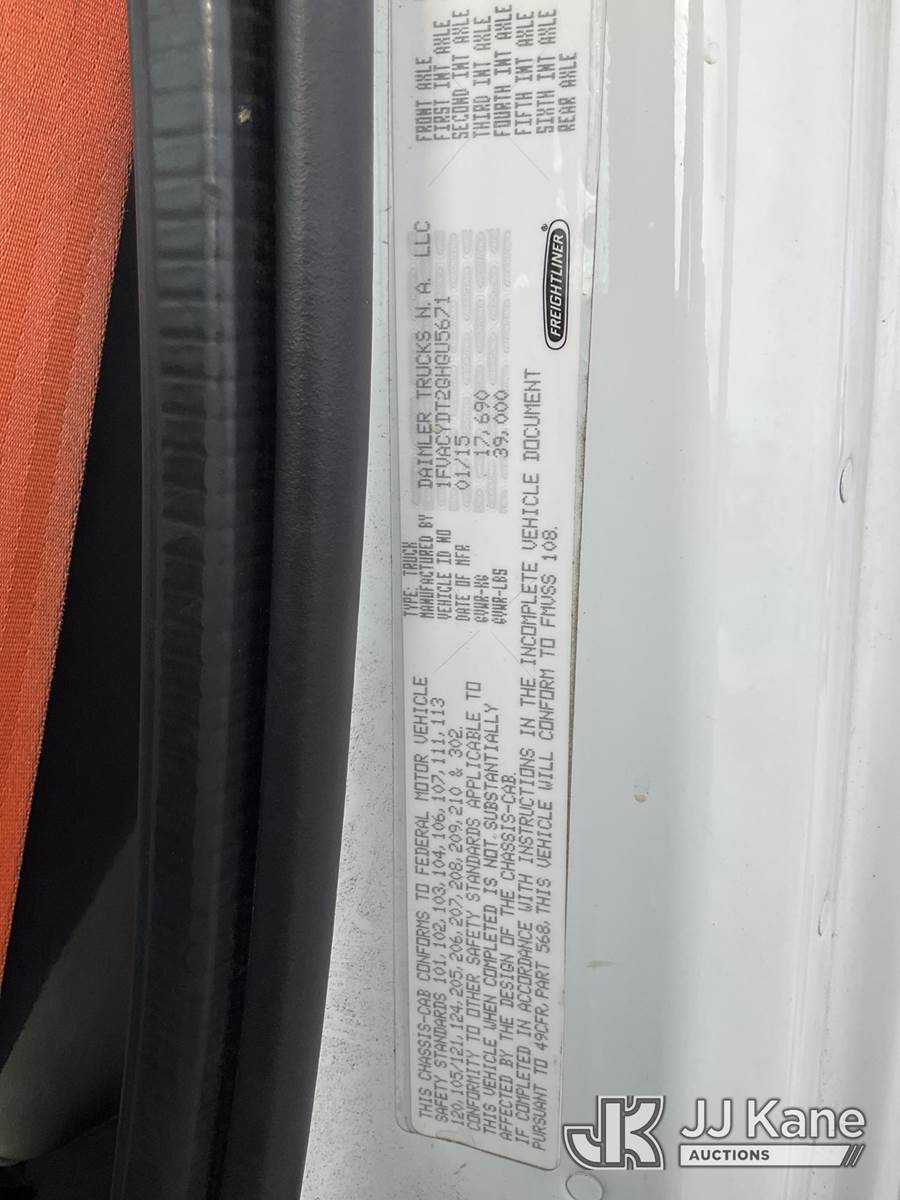 THIS CHASSIS-CAB CONFORMS TO FEDERAL MOTOR VEHICLE
SAFETY STANDARDS 101, 102, 103, 104, 106, 107, 111, 113
120, 105/121, 124, 205, 206, 207, 208, 209, 210 & 302.
CONFORMITY TO OTHER SAFETY STANDARDS APPLICABLE TO
THIS VEHICLE WHEN COMPLETED IS NOT SUBSTANTIALLY
AFFECTED BY THE DESIGN OF THE CHASSIS-CAB.
IF COMPLETED IN ACCORDANCE WITH INSTRUCTIONS IN THE INCOMPLETE VEHICLE DOCUMENT
PURSUANT TO 49CFR, PART 568, THIS VEHICLE WILL CONFORM TO FMVSS 108.
TYPE: TRUCK
MANUFACTURED BY DAIMLER TRUCKS N.A. LLC
VEHICLE ID NO 1FVACYDT2GHGU5671
DATE OF MFR 01/15
GVWR-KG 17,690
GVWR-LBS 39,000
FREIGHTLINER®
FRONT AXLE
FIRST INT AXLE
SECOND INT AXLE
THIRD INT AXLE
FOURTH INT AXLE
FIFTH INT AXLE
SIXTH INT AXLE
REAR AXLE
JK JJ Kane
AUCTIONS